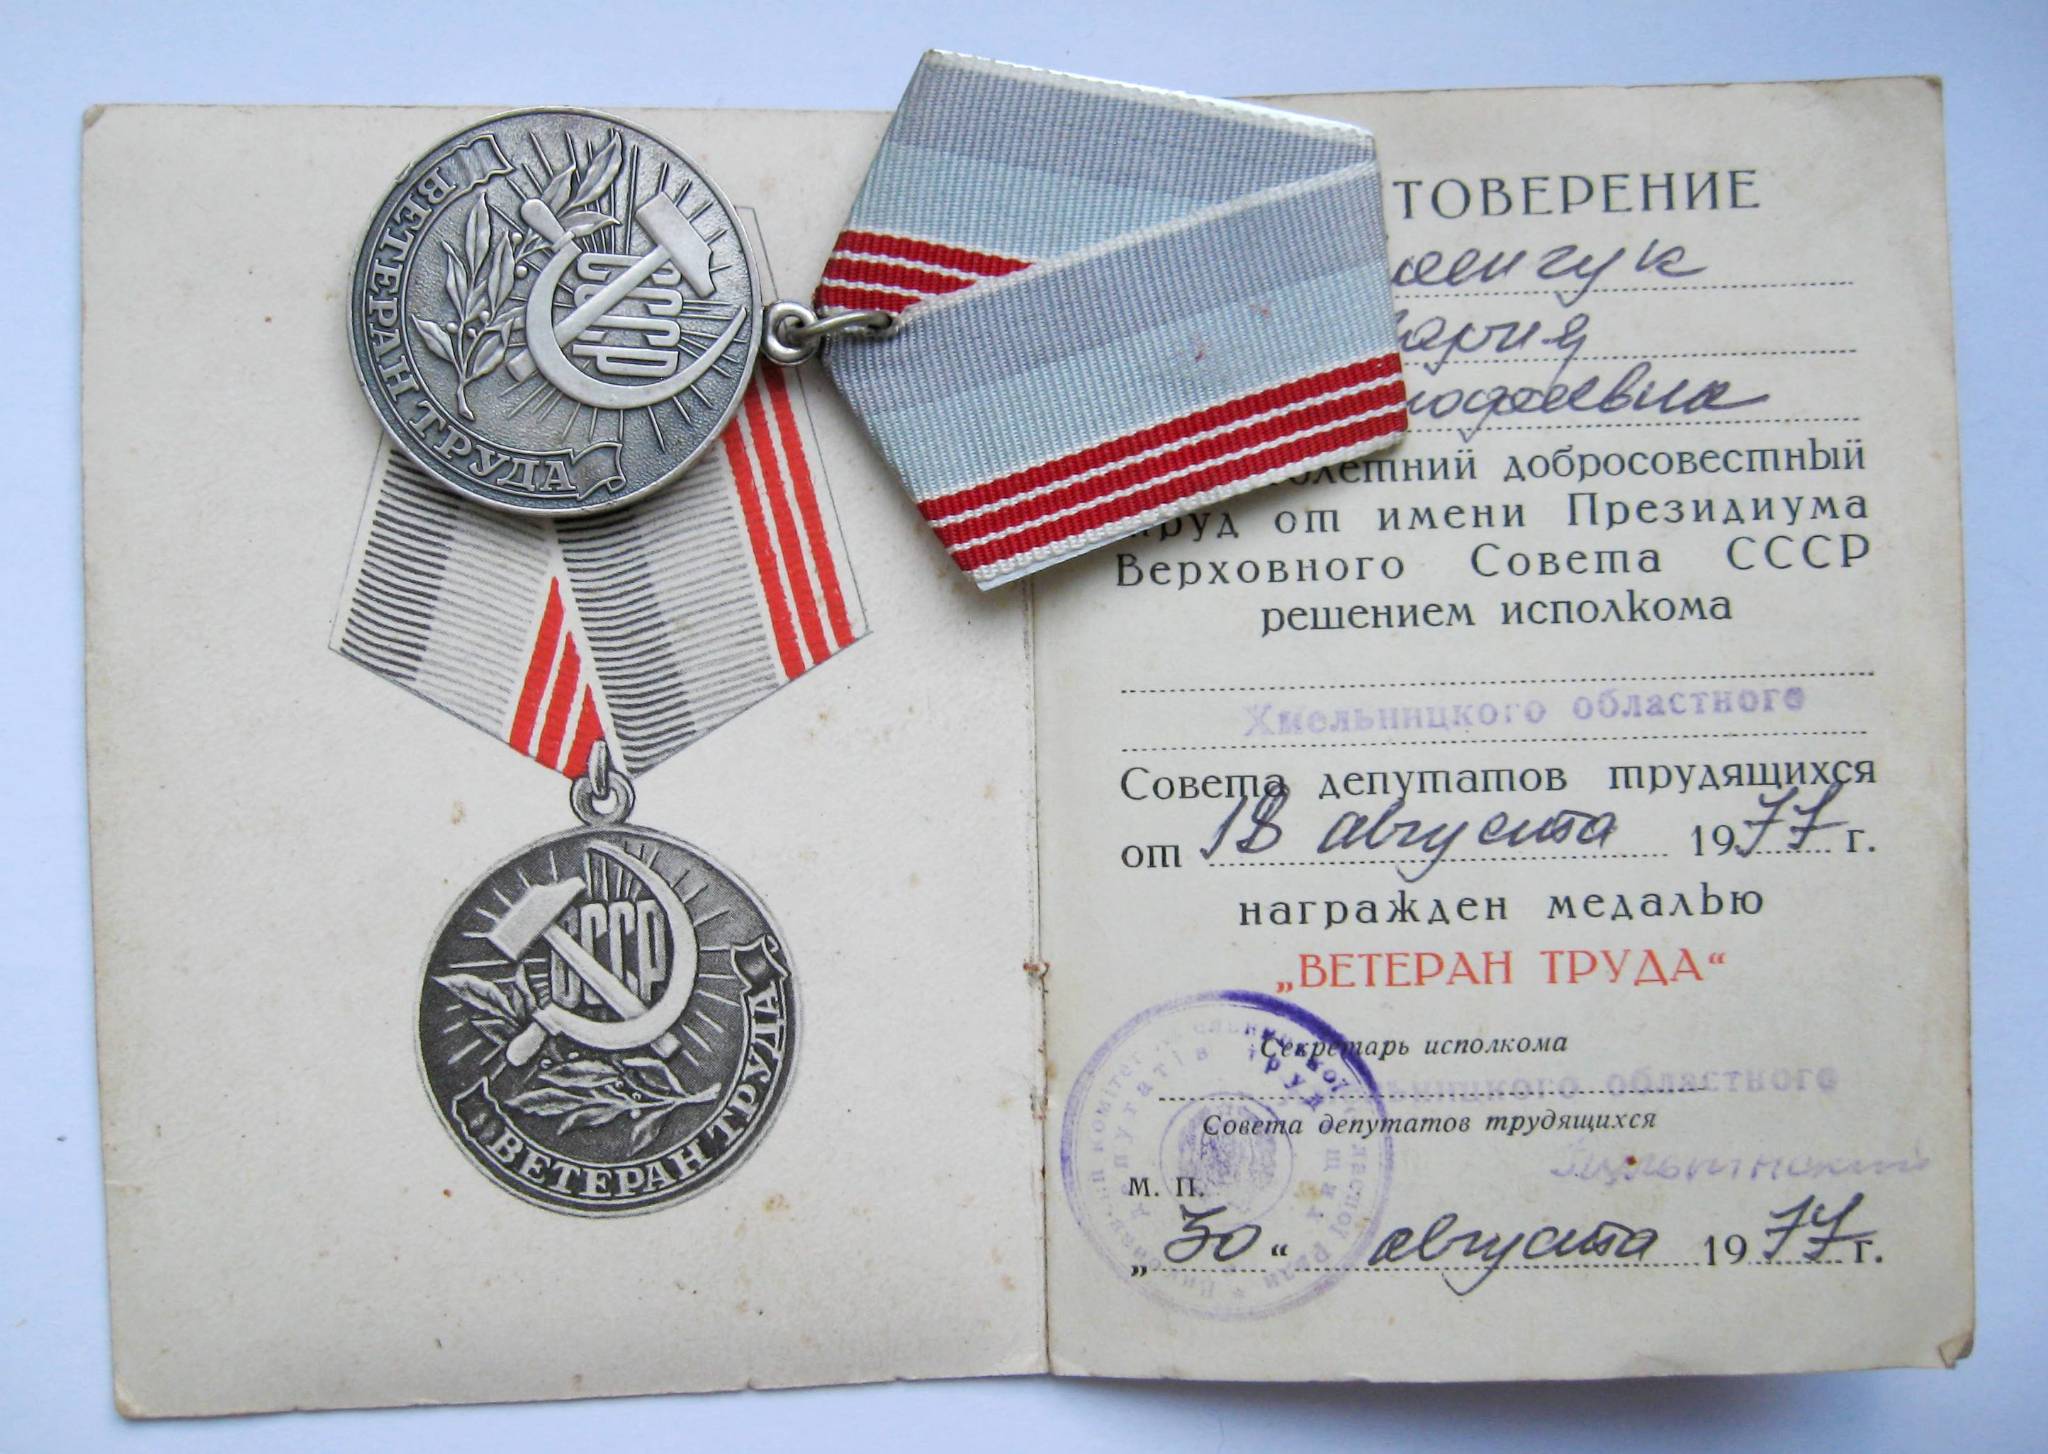 ВЕТЕРАН ТРУДА
СССР
СССР
ВЕТЕРАН ТРУДА
ТОВЕРЕНИЕ
летний добросовестный
труд от имени Президиума
Верховного Совета СССР
решением исполкома
Хмельницкого областного
Совета депутатов трудящихся
от 18 августа 1977 г.
награжден медалью
„ВЕТЕРАН ТРУДА“
Секретарь исполкома
льницкого областного
Совета депутатов трудящихся
М. П.
„30“ августа 1977 г.